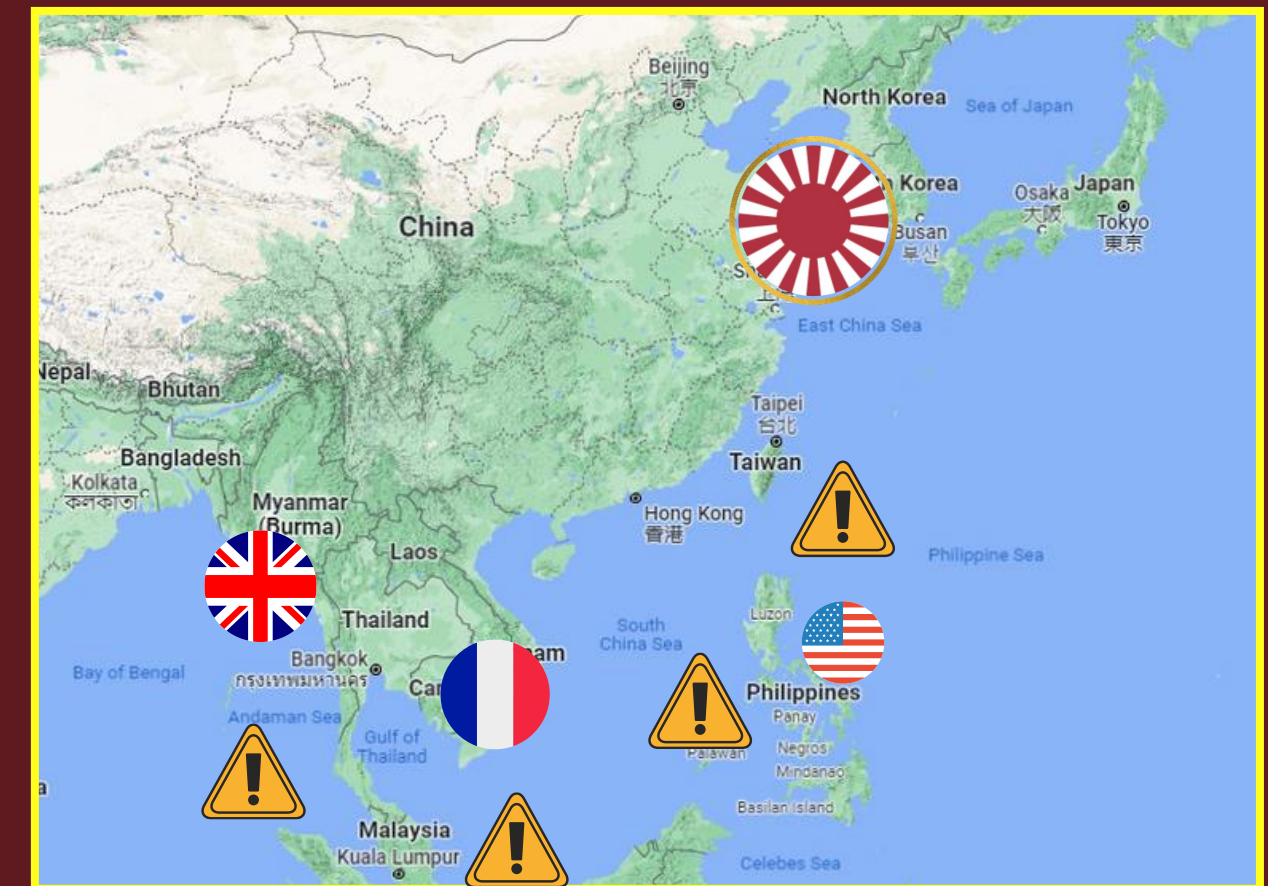 Beijing
北京
North Korea
Sea of Japan
Korea
Japan
Osaka
大阪
China
Tokyo
東京
Busan
부산
East China Sea
Nepal
Bhutan
Taipei
台北
Bangladesh
Taiwan
Kolkata
কলকাতা
Myanmar
(Burma)
Hong Kong
香港
Laos
Philippine Sea
Thailand
Luzon
South
China Sea
Bangkok
กรุงเทพมหานคร
Bay of Bengal
Philippines
Andaman Sea
Panay
Gulf of
Thailand
Palawan
Negros
Mindanao
Basilan Island
Malaysia
Kuala Lumpur
Celebes Sea